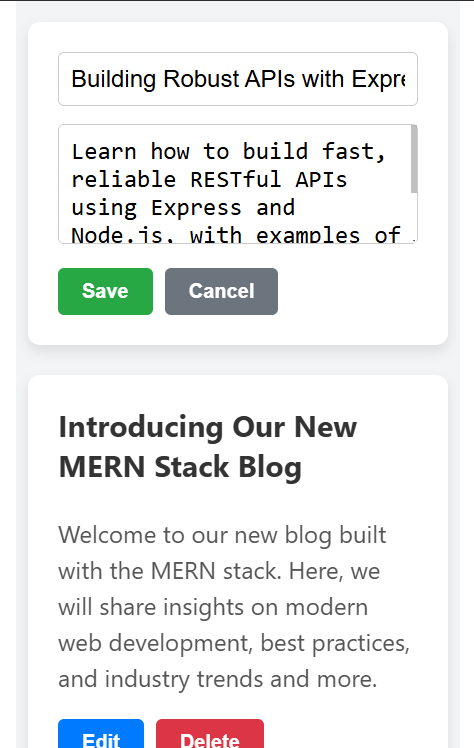 Building Robust APIs with Expre
Learn how to build fast,
reliable RESTful APIs
using Express and
Node.js, with examples of
Save
Cancel
Introducing Our New
MERN Stack Blog
Welcome to our new blog built
with the MERN stack. Here, we
will share insights on modern
web development, best practices,
and industry trends and more.
Edit
Delete